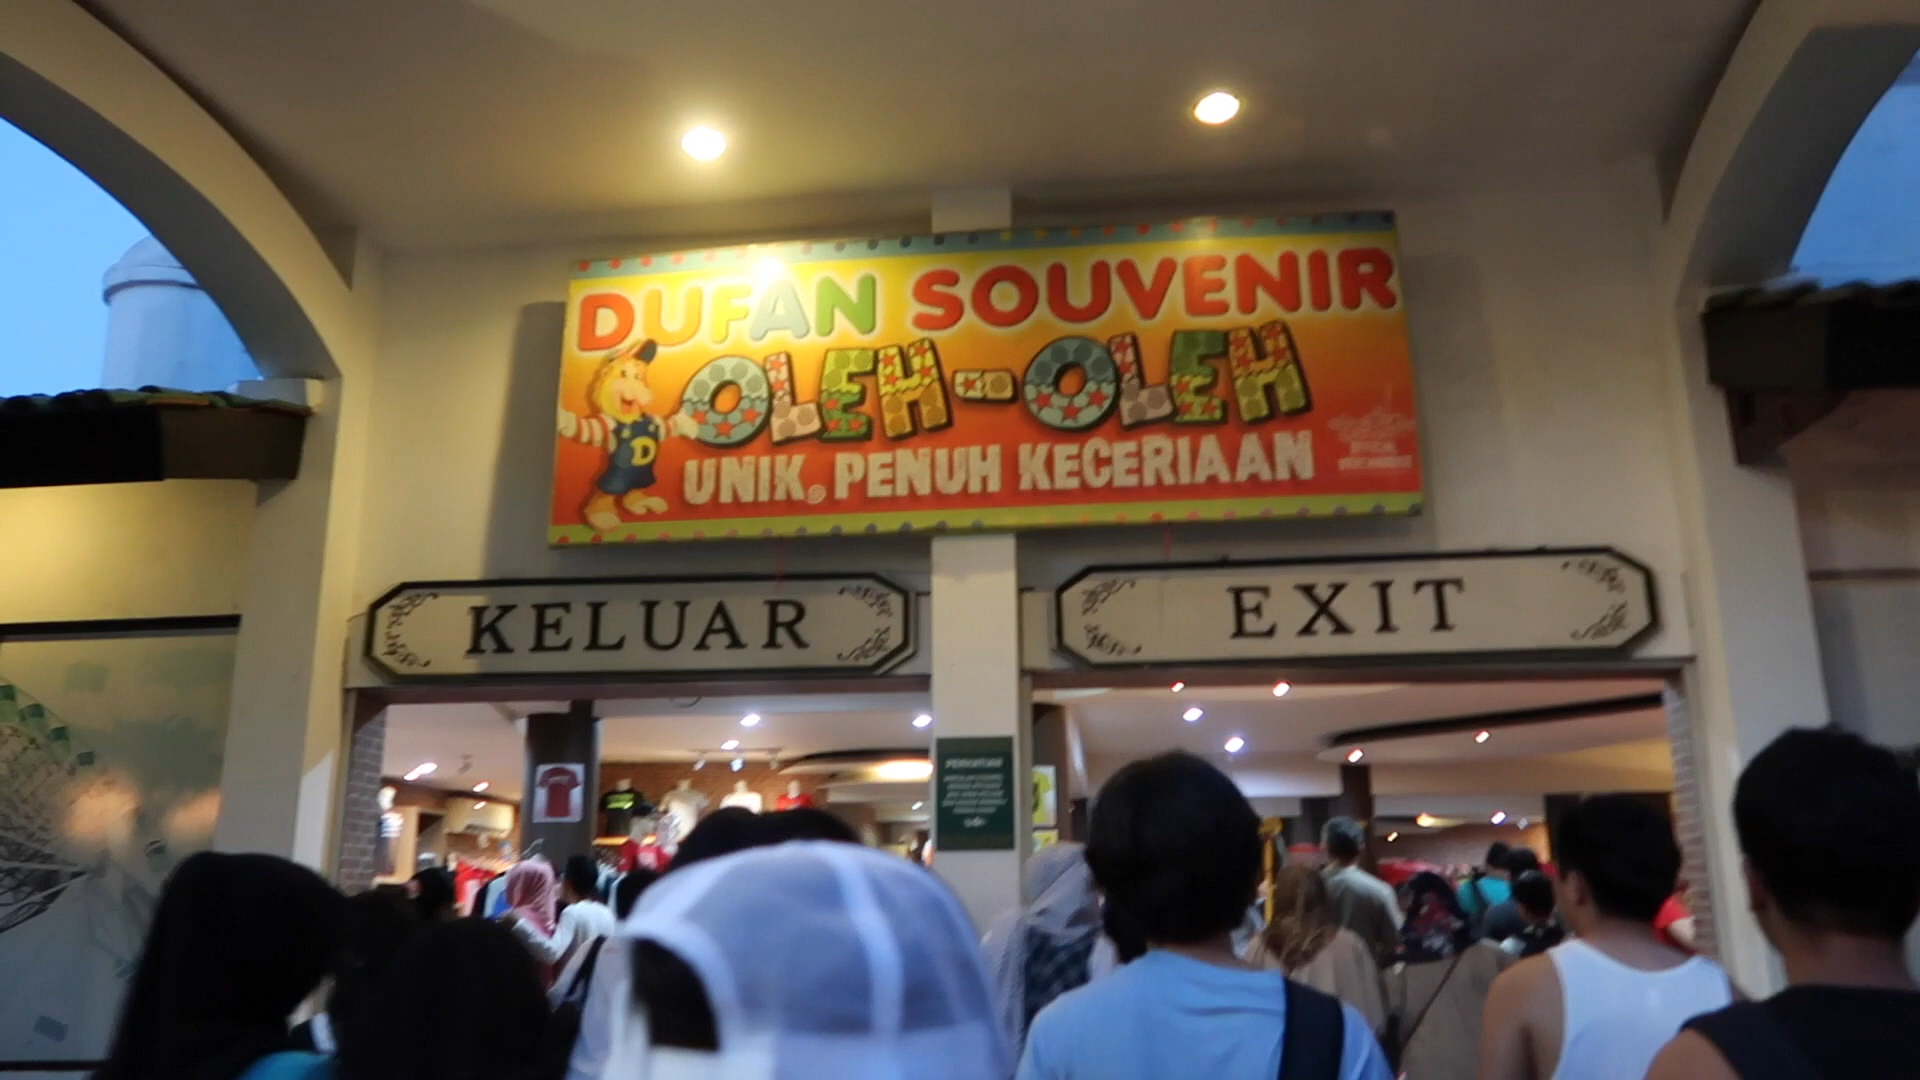 DUFAN SOUVENIR
OLEH-OLEH
UNIK, PENUH KECERIAAN
D
KELUAR
EXIT